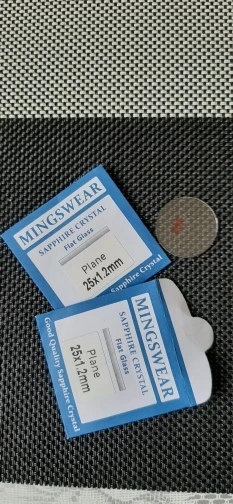 MINGSWEAR
SAPPHIRE CRYSTAL
Flat Glass
Plane
25x1.2mm
Sapphire Crystal
MINGSWEAR
SAPPHIRE CRYSTAL
Flat Glass
Plane
25x1.2mm
Good Quality Sapphire Crystal